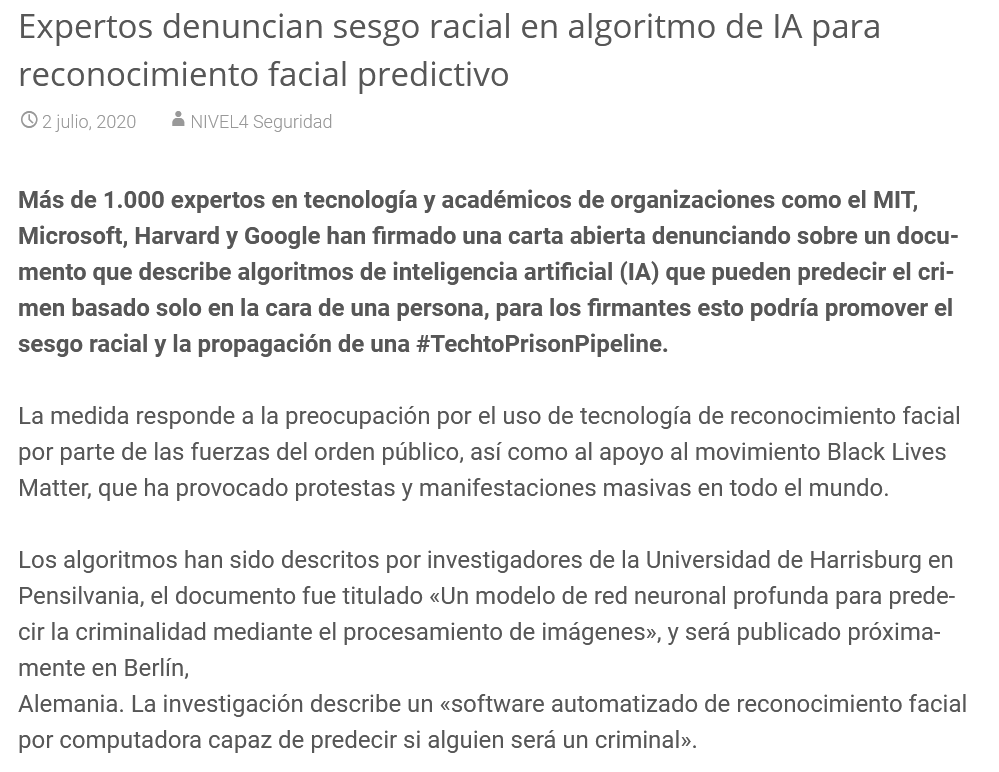 Expertos denuncian sesgo racial en algoritmo de IA para
reconocimiento facial predictivo
2 julio, 2020 NIVEL4 Seguridad
Más de 1.000 expertos en tecnología y académicos de organizaciones como el MIT,
Microsoft, Harvard y Google han firmado una carta abierta denunciando sobre un docu-
mento que describe algoritmos de inteligencia artificial (IA) que pueden predecir el cri-
men basado solo en la cara de una persona, para los firmantes esto podría promover el
sesgo racial y la propagación de una #TechtoPrisonPipeline.
La medida responde a la preocupación por el uso de tecnología de reconocimiento facial
por parte de las fuerzas del orden público, así como al apoyo al movimiento Black Lives
Matter, que ha provocado protestas y manifestaciones masivas en todo el mundo.
Los algoritmos han sido descritos por investigadores de la Universidad de Harrisburg en
Pensilvania, el documento fue titulado «Un modelo de red neuronal profunda para prede-
cir la criminalidad mediante el procesamiento de imágenes», y será publicado próxima-
mente en Berlín,
Alemania. La investigación describe un «software automatizado de reconocimiento facial
por computadora capaz de predecir si alguien será un criminal».